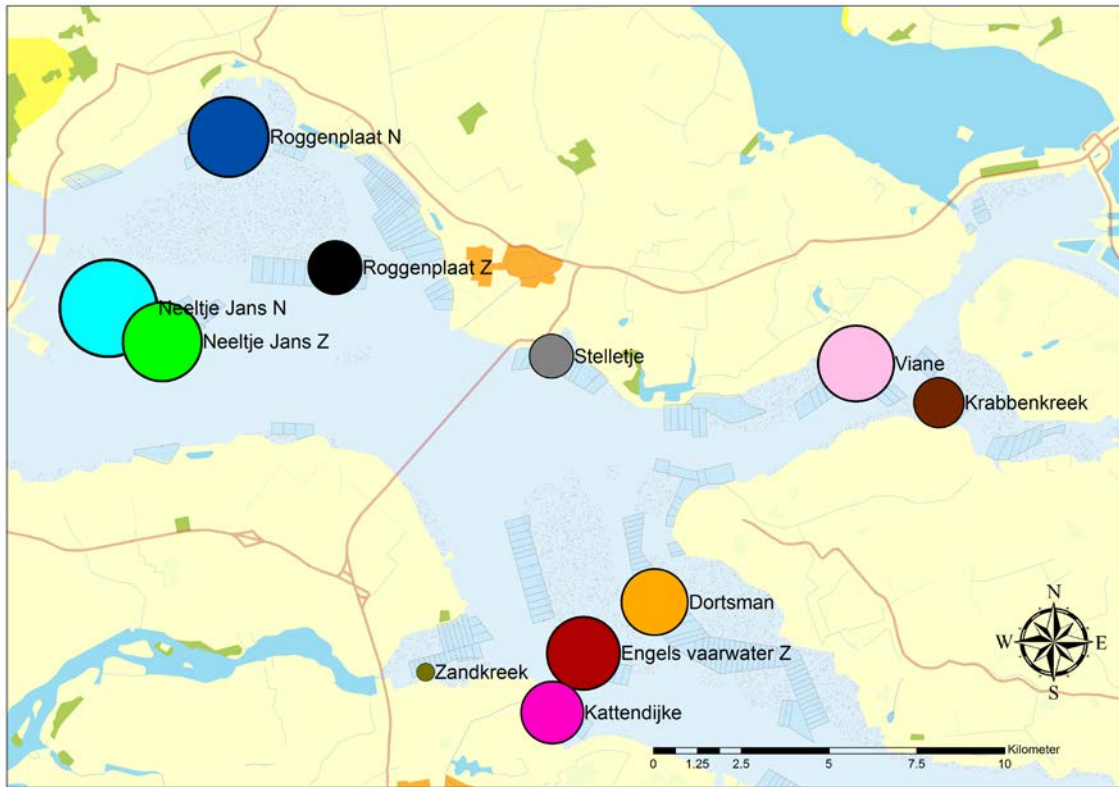 Roggenplaat N
Roggenplaat Z
Neeltje Jans N
Neeltje Jans Z
Stelletje
Viane
Krabbenkreek
Dortsman
Engels vaarwater Z
Zandkreek
Kattendijke
N
W E
S
Kilometer
0 1.25 2.5 5 7.5 10